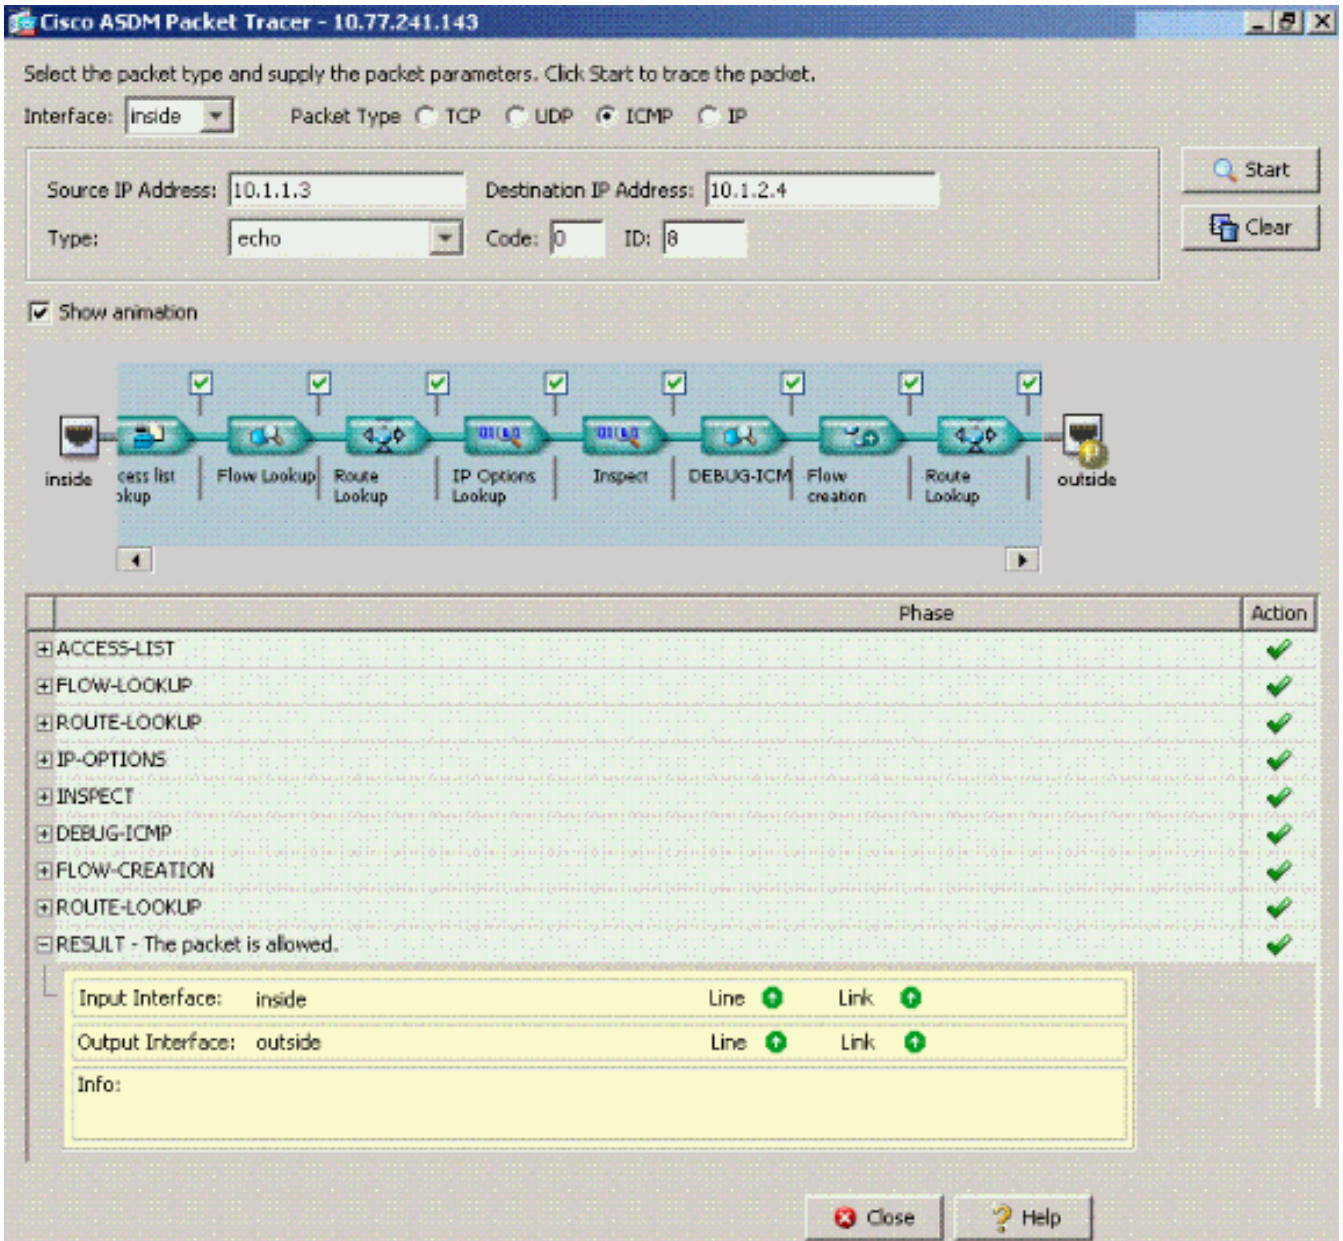 Cisco ASDM Packet Tracer - 10.77.241.143
Select the packet type and supply the packet parameters. Click Start to trace the packet.
Interface: inside Packet Type TCP UDP ICMP IP
Source IP Address: 10.1.1.3 Destination IP Address: 10.1.2.4 Start
Type: echo Code: 0 ID: 8 Clear
Show animation
inside cess list Flow Lookup Route IP Options Inspect DEBUG-ICM Flow Route outside
okup Lookup Lookup creation Lookup
Phase Action
ACCESS-LIST
FLOW-LOOKUP
ROUTE-LOOKUP
IP-OPTIONS
INSPECT
DEBUG-ICMP
FLOW-CREATION
ROUTE-LOOKUP
RESULT - The packet is allowed.
Input Interface: inside Line Link
Output Interface: outside Line Link
Info:
Close Help